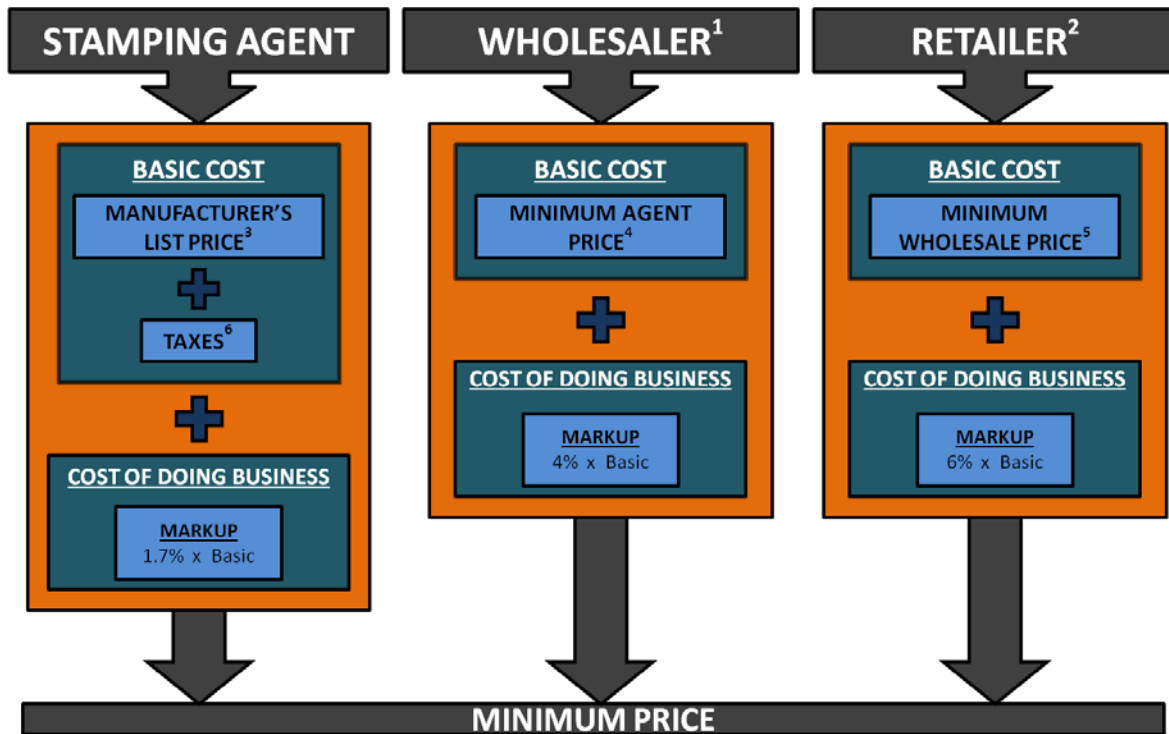 STAMPING AGENT
BASIC COST
MANUFACTURER'S
LIST PRICE³
TAXES⁶
COST OF DOING BUSINESS
MARKUP
1.7% x Basic
WHOLESALER¹
BASIC COST
MINIMUM AGENT
PRICE⁴
COST OF DOING BUSINESS
MARKUP
4% x Basic
RETAILER²
BASIC COST
MINIMUM
WHOLESALE PRICE⁵
COST OF DOING BUSINESS
MARKUP
6% x Basic
MINIMUM PRICE